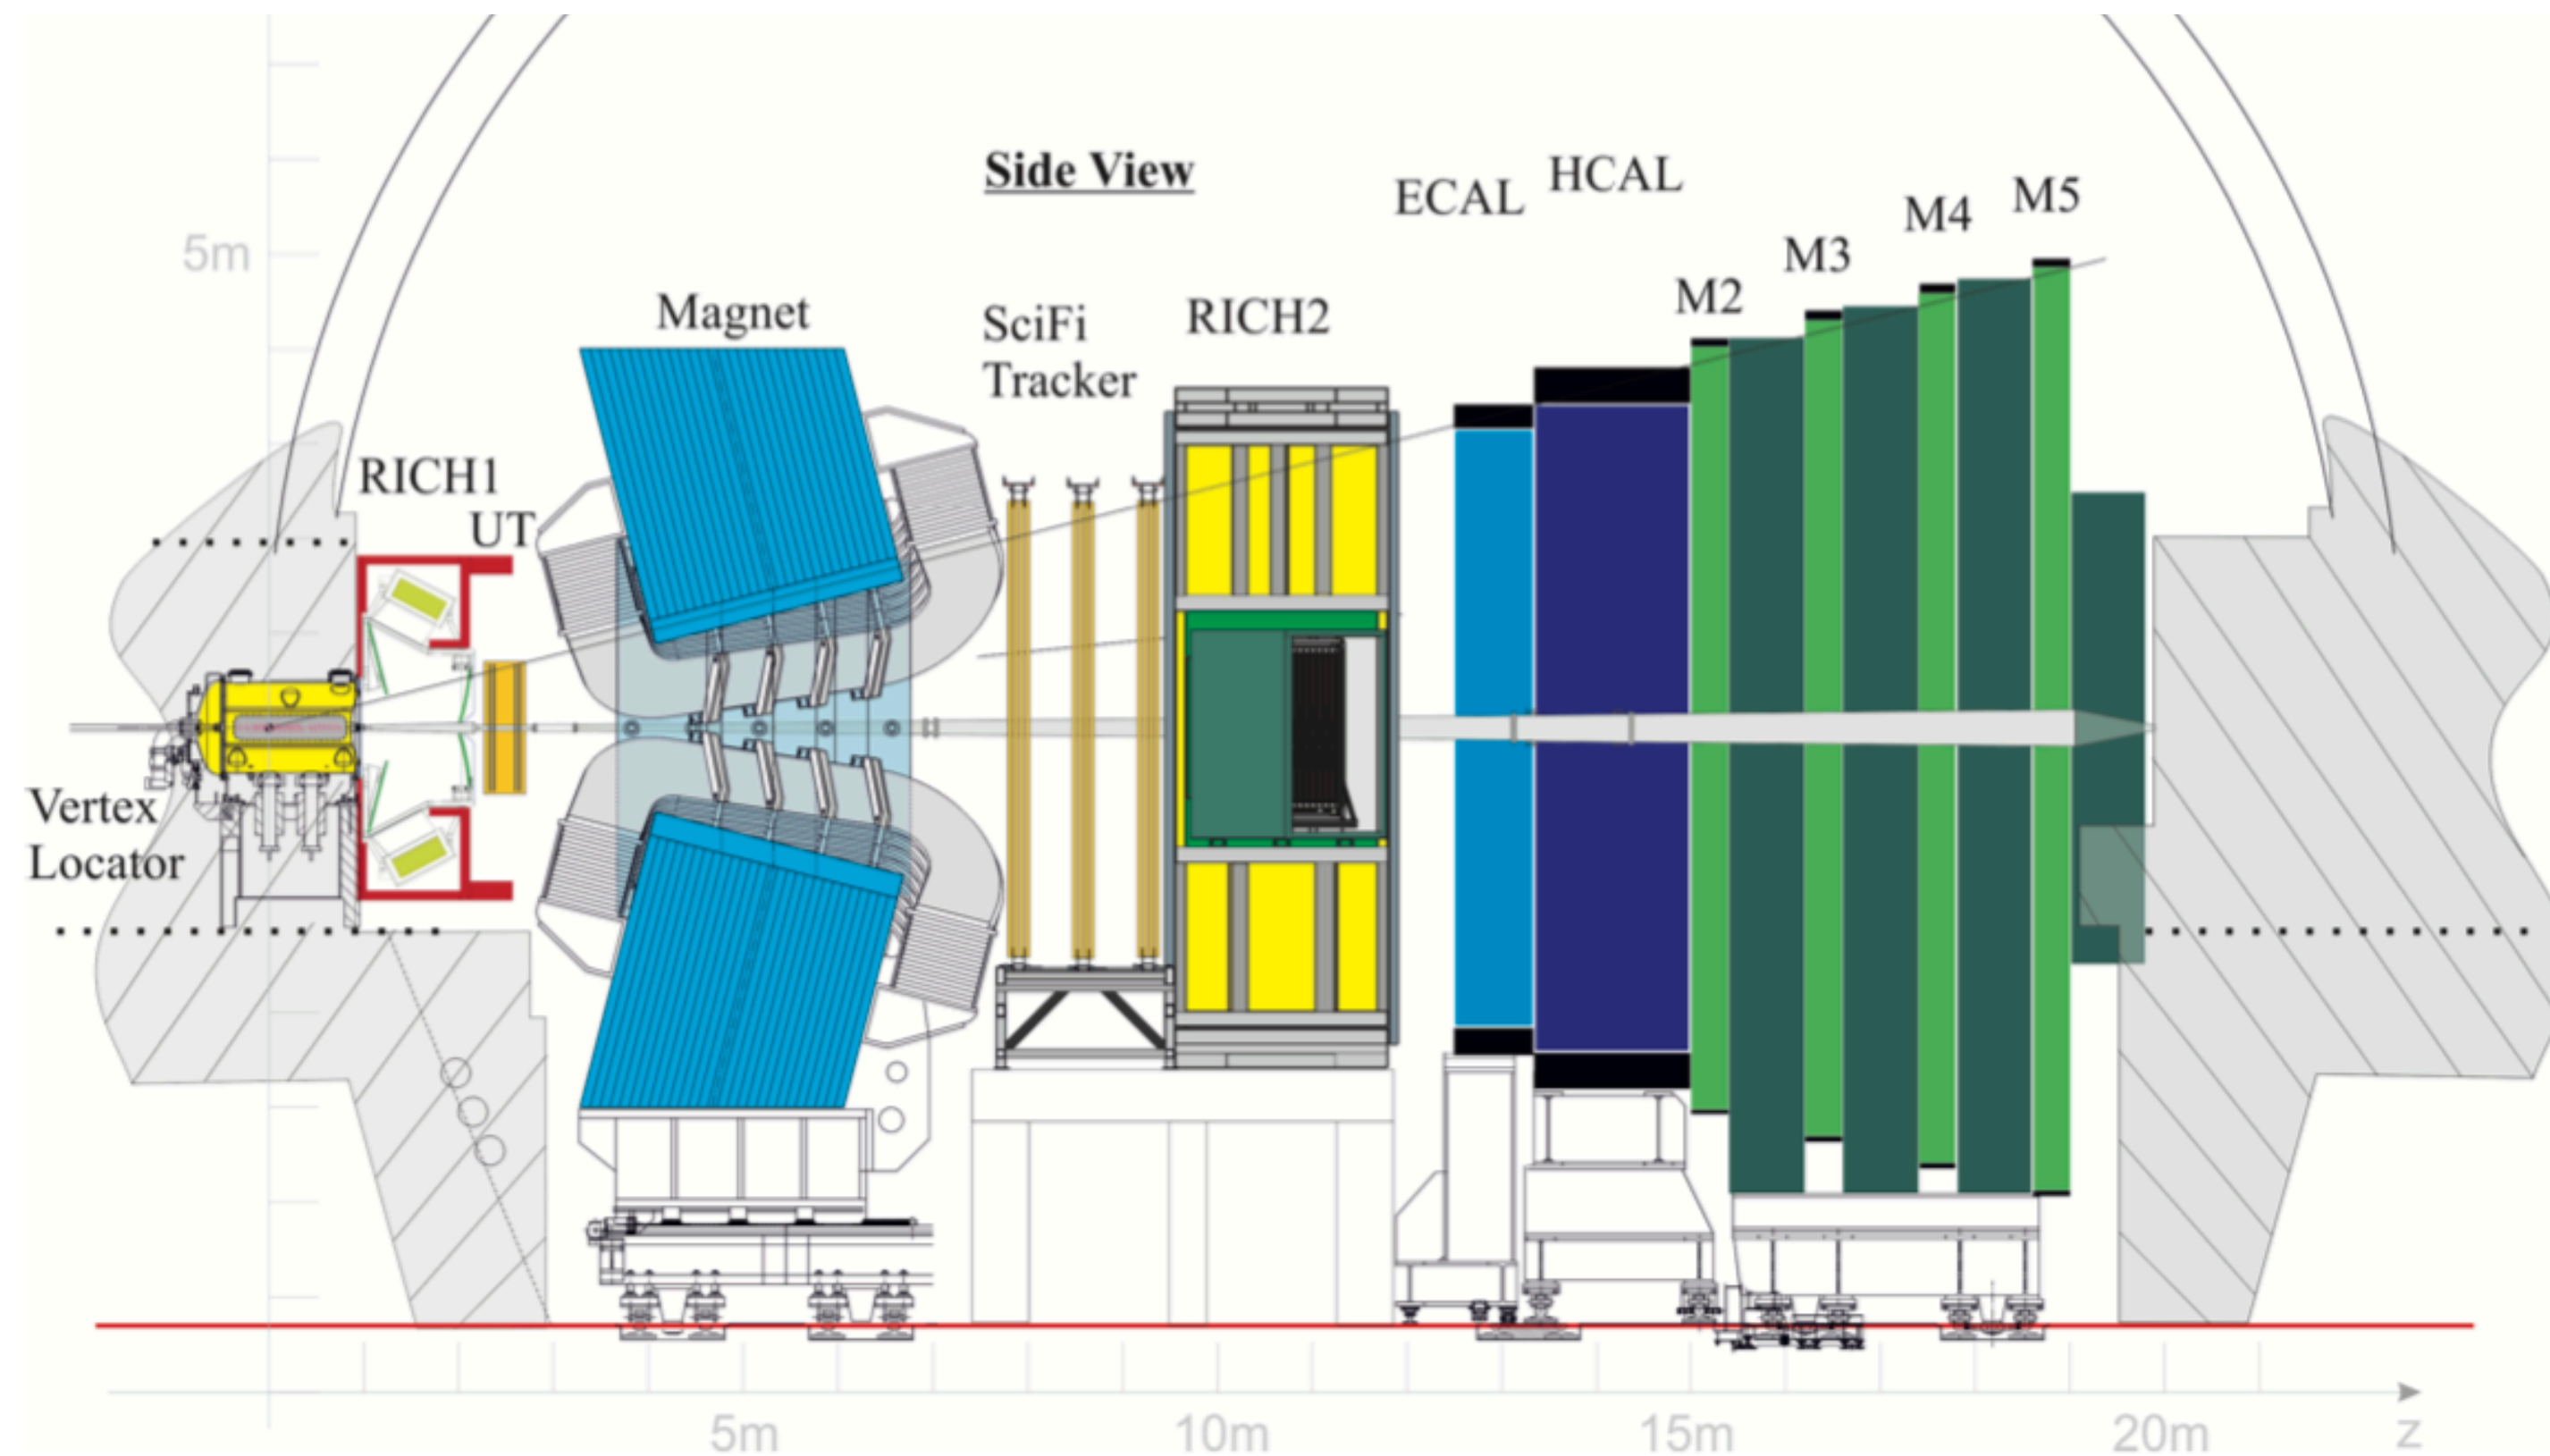 Side View
ECAL
HCAL
M5
M4
M3
M2
5m
Magnet
SciFi
Tracker
RICH2
RICH1
UT
Vertex
Locator
5m
10m
15m
20m
z